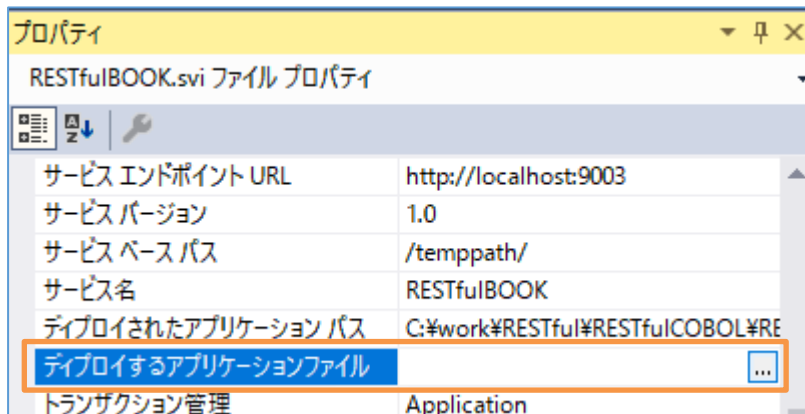 プロパティ
RESTfulBOOK.svi ファイル プロパティ
サービス エンドポイント URL http://localhost:9003
サービス バージョン 1.0
サービス ベース パス /temppath/
サービス名 RESTfulBOOK
ディプロイされたアプリケーション パス C:¥work¥RESTful¥RESTfulCOBOL¥RE
ディプロイするアプリケーションファイル ...
トランザクション管理 Application